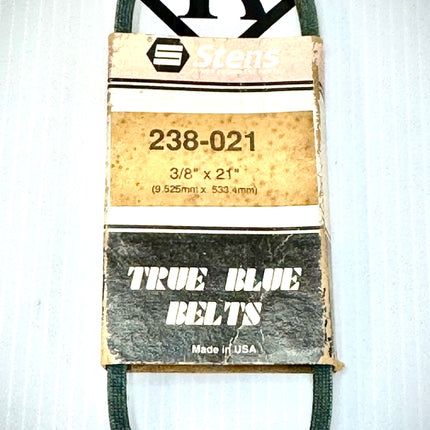 Stens
238-021
3/8" x 21"
(9.525mm x 533.4mm)
TRUE BLUE
BELTS
Made in USA